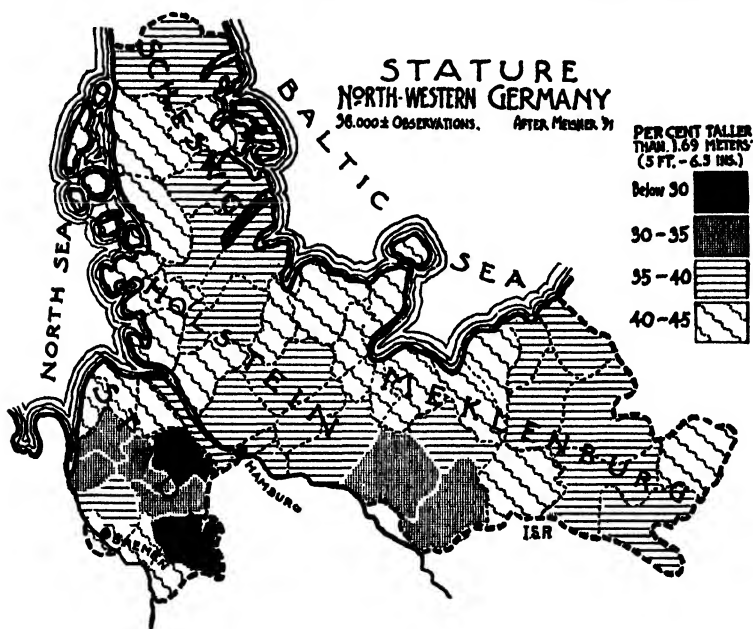 STATURE
NORTH-WESTERN GERMANY
38.000± OBSERVATIONS. AFTER MEISNER '91
PER CENT TALLER
THAN 1.69 METERS
(5 FT. - 6.5 INS.)
Below 30
30-35
35-40
40-45
NORTH SEA
BALTIC SEA
SCHLESWIG
HOLSTEIN
MEKLENBURG
STADE
HAMBURG
BREMEN
I.S.R